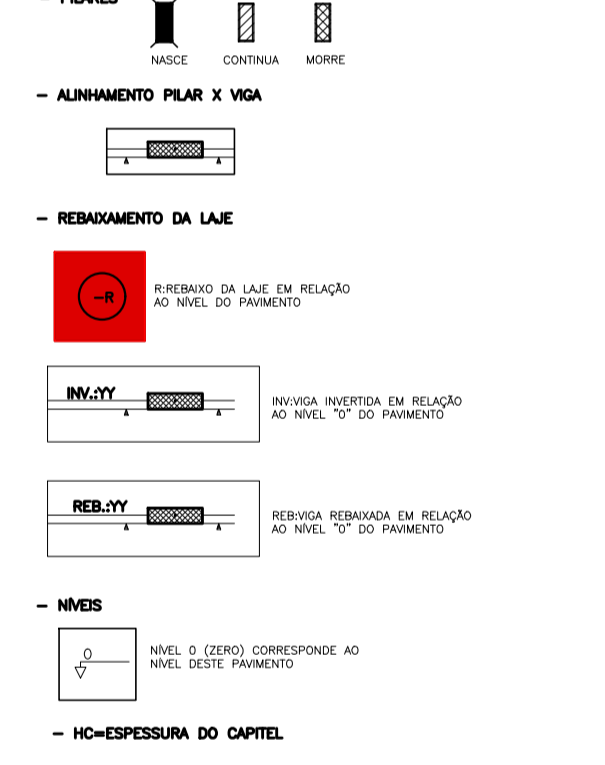 - PILARES
NASCE CONTINUA MORRE
- ALINHAMENTO PILAR X VIGA
- REBAIXAMENTO DA LAJE
-R
R:REBAIXO DA LAJE EM RELAÇÃO
AO NÍVEL DO PAVIMENTO
INV.:YY
INV:VIGA INVERTIDA EM RELAÇÃO
AO NÍVEL "0" DO PAVIMENTO
REB.:YY
REB:VIGA REBAIXADA EM RELAÇÃO
AO NÍVEL "0" DO PAVIMENTO
- NÍVEIS
0
NÍVEL 0 (ZERO) CORRESPONDE AO
NÍVEL DESTE PAVIMENTO
- HC=ESPESSURA DO CAPITEL